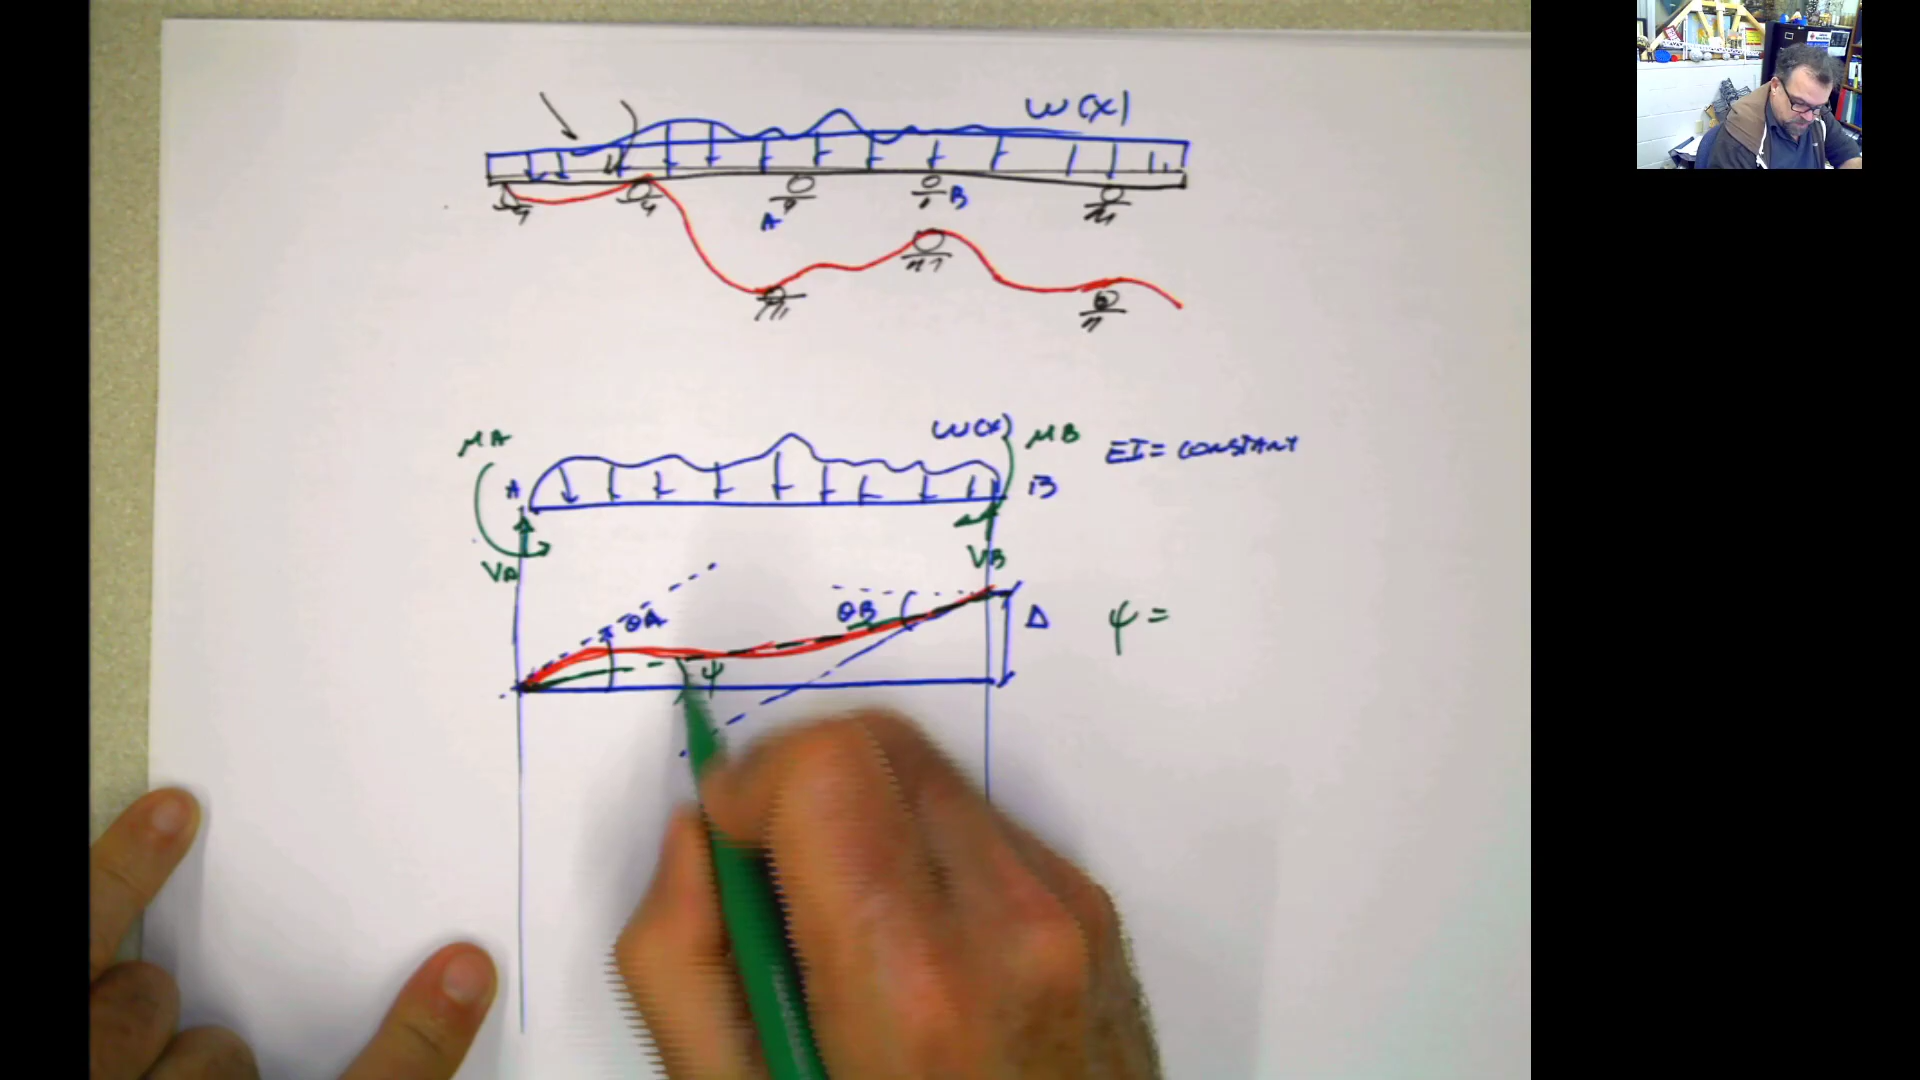 w(x)
A B
w(x)
MA MB EI = CONSTANT
A B
VA VB
θA θB Δ ψ =
ψ